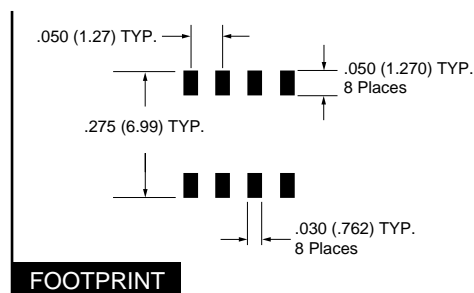 .050 (1.27) TYP.
.050 (1.270) TYP.
8 Places
.275 (6.99) TYP.
.030 (.762) TYP.
8 Places
FOOTPRINT